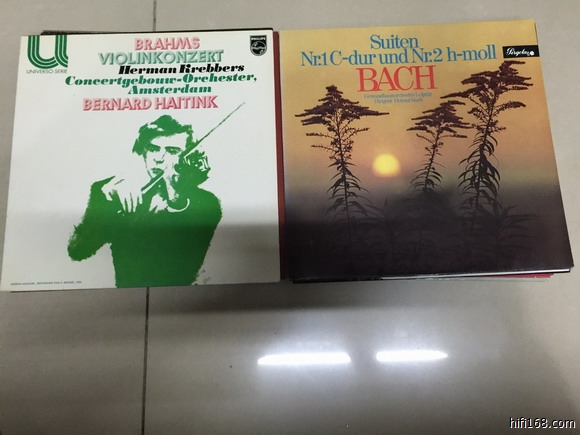 UNIVERSO-SERIE
BRAHMS
VIOLINKONZERT
Herman Krebbers
Concertgebouw-Orchester,
Amsterdam
BERNARD HAITINK
PHILIPS
Suiten
Nr.1 C-dur und Nr.2 h-moll
BACH
Pergola
hifi168.com